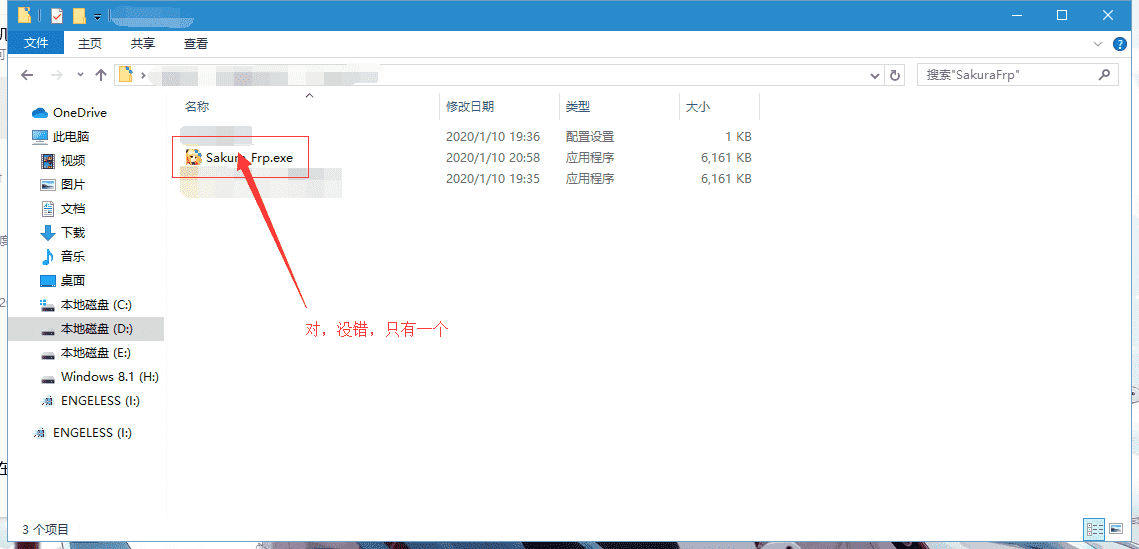 文件 主页 共享 查看
搜索"SakuraFrp"
名称 修改日期 类型 大小
2020/1/10 19:36 配置设置 1 KB
Sakura Frp.exe 2020/1/10 20:58 应用程序 6,161 KB
2020/1/10 19:35 应用程序 6,161 KB
OneDrive
此电脑
视频
图片
文档
下载
音乐
桌面
本地磁盘 (C:)
本地磁盘 (D:)
本地磁盘 (E:)
Windows 8.1 (H:)
ENGELESS (I:)
ENGELESS (I:)
对，没错，只有一个
3 个项目